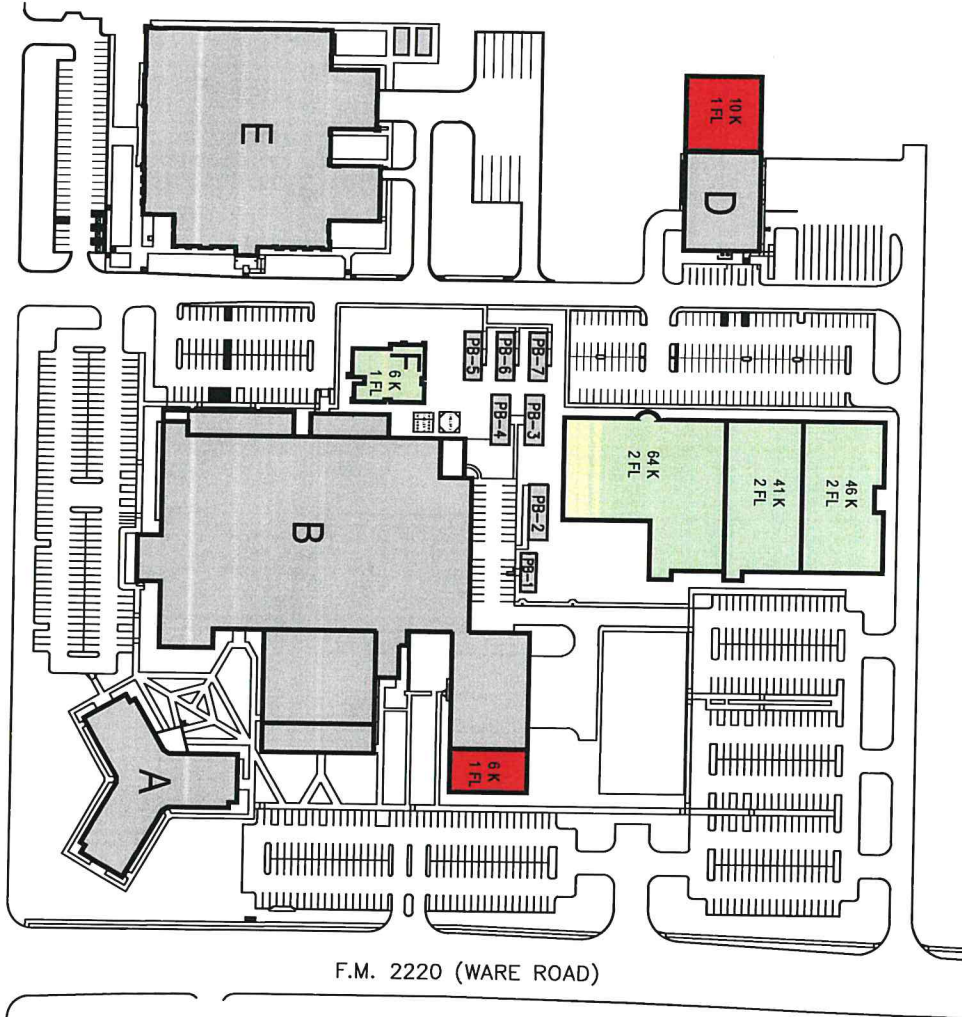 E
10 K
1 FL
D
F
6 K
1 FL
PB-5
PB-6
PB-7
PB-4
PB-3
PB-2
PB-1
64 K
2 FL
41 K
2 FL
46 K
2 FL
B
6 K
1 FL
A
F.M. 2220 (WARE ROAD)